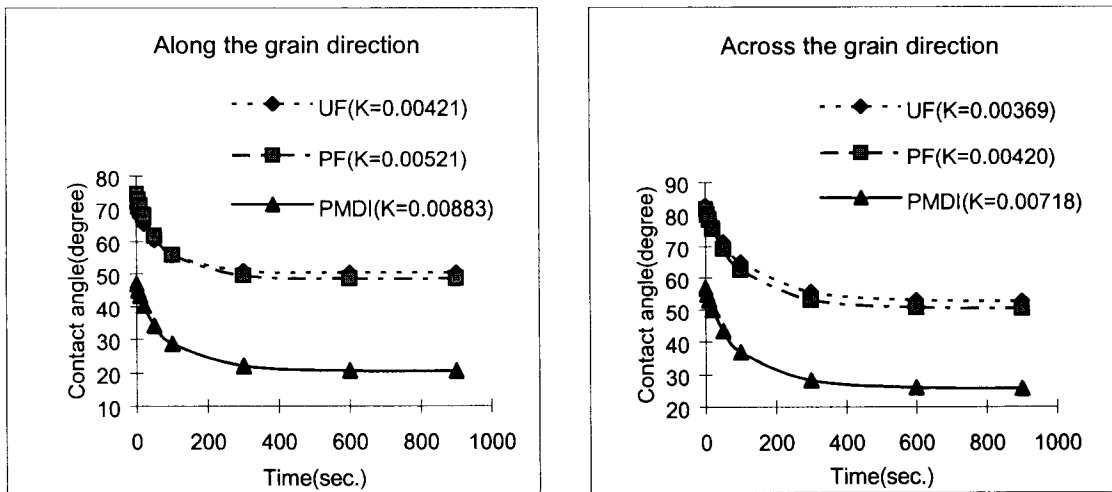 Along the grain direction
UF(K=0.00421)
PF(K=0.00521)
PMDI(K=0.00883)
Contact angle(degree)
80
70
60
50
40
30
20
10
0 200 400 600 800 1000
Time(sec.)
Across the grain direction
UF(K=0.00369)
PF(K=0.00420)
PMDI(K=0.00718)
Contact angle(degree)
90
80
70
60
50
40
30
20
0 200 400 600 800 1000
Time(sec.)